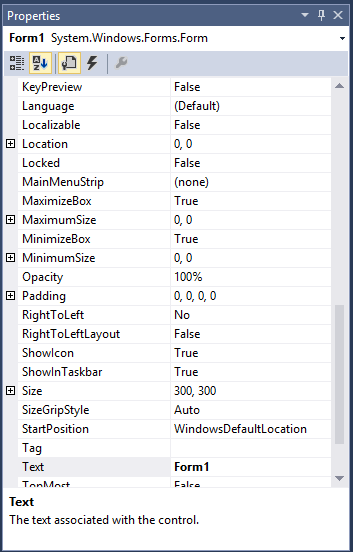 Properties
Form1 System.Windows.Forms.Form
KeyPreview False
Language (Default)
Localizable False
Location 0, 0
Locked False
MainMenuStrip (none)
MaximizeBox True
MaximumSize 0, 0
MinimizeBox True
MinimumSize 0, 0
Opacity 100%
Padding 0, 0, 0, 0
RightToLeft No
RightToLeftLayout False
ShowIcon True
ShowInTaskbar True
Size 300, 300
SizeGripStyle Auto
StartPosition WindowsDefaultLocation
Tag
Text Form1
TopMost False
Text
The text associated with the control.